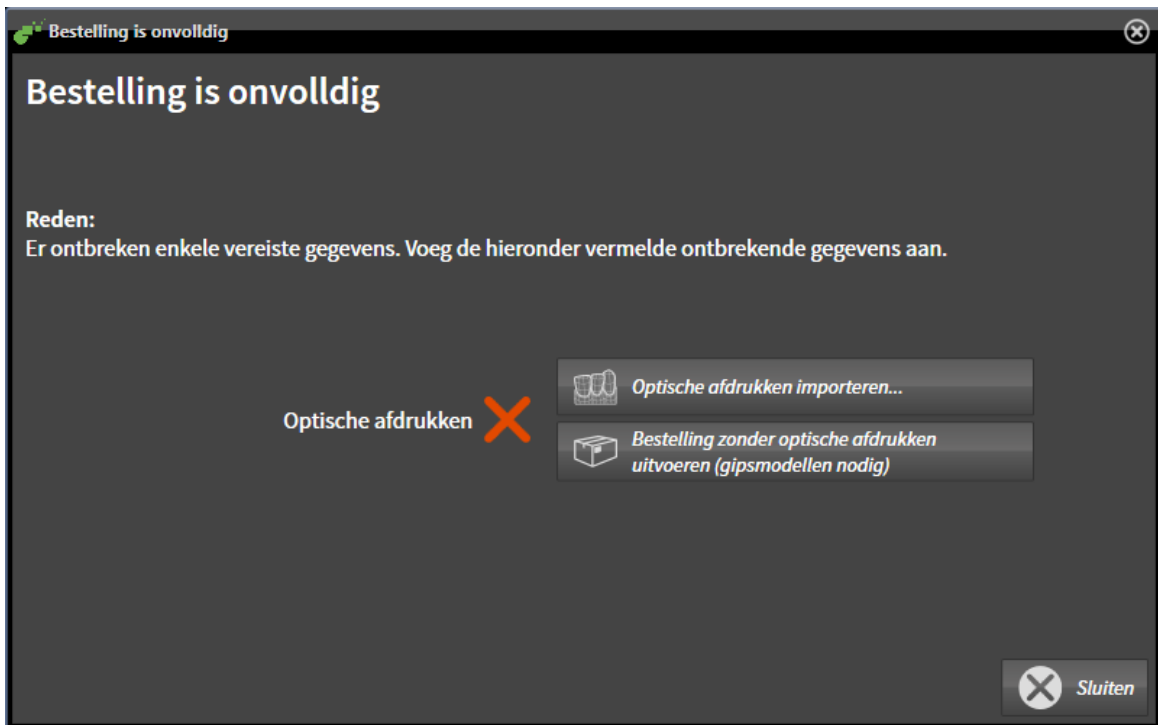 Bestelling is onvolldig
Bestelling is onvolldig
Reden:
Er ontbreken enkele vereiste gegevens. Voeg de hieronder vermelde ontbrekende gegevens aan.
Optische afdrukken
Optische afdrukken importeren...
Bestelling zonder optische afdrukken
uitvoeren (gipsmodellen nodig)
Sluiten